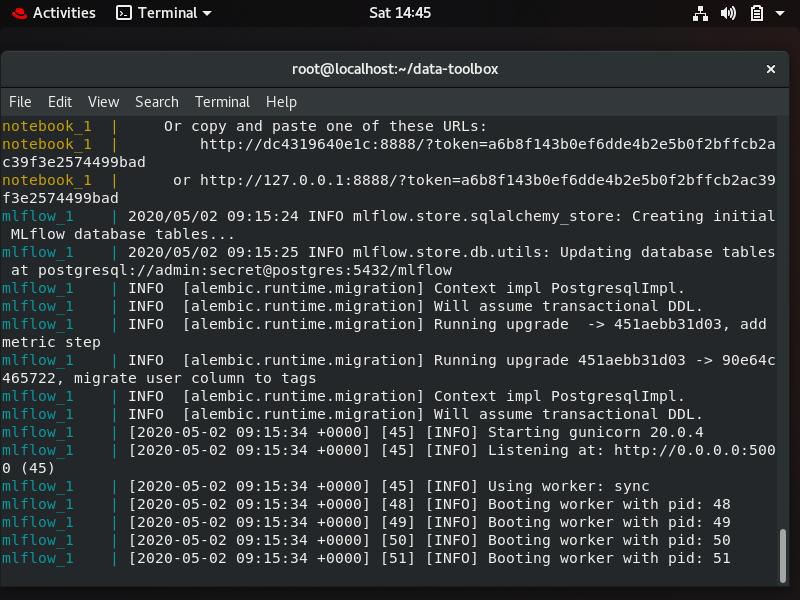 Activities Terminal Sat 14:45
root@localhost:~/data-toolbox ×
File Edit View Search Terminal Help
notebook_1  |     Or copy and paste one of these URLs:
notebook_1  |         http://dc4319640e1c:8888/?token=a6b8f143b0ef6dde4b2e5b0f2bffcb2a
c39f3e2574499bad
notebook_1  |      or http://127.0.0.1:8888/?token=a6b8f143b0ef6dde4b2e5b0f2bffcb2ac39
f3e2574499bad
mlflow_1    | 2020/05/02 09:15:24 INFO mlflow.store.sqlalchemy_store: Creating initial
 MLflow database tables...
mlflow_1    | 2020/05/02 09:15:25 INFO mlflow.store.db.utils: Updating database tables
 at postgresql://admin:secret@postgres:5432/mlflow
mlflow_1    | INFO  [alembic.runtime.migration] Context impl PostgresqlImpl.
mlflow_1    | INFO  [alembic.runtime.migration] Will assume transactional DDL.
mlflow_1    | INFO  [alembic.runtime.migration] Running upgrade  -> 451aebb31d03, add
metric step
mlflow_1    | INFO  [alembic.runtime.migration] Running upgrade 451aebb31d03 -> 90e64c
465722, migrate user column to tags
mlflow_1    | INFO  [alembic.runtime.migration] Context impl PostgresqlImpl.
mlflow_1    | INFO  [alembic.runtime.migration] Will assume transactional DDL.
mlflow_1    | [2020-05-02 09:15:34 +0000] [45] [INFO] Starting gunicorn 20.0.4
mlflow_1    | [2020-05-02 09:15:34 +0000] [45] [INFO] Listening at: http://0.0.0.0:500
0 (45)
mlflow_1    | [2020-05-02 09:15:34 +0000] [45] [INFO] Using worker: sync
mlflow_1    | [2020-05-02 09:15:34 +0000] [48] [INFO] Booting worker with pid: 48
mlflow_1    | [2020-05-02 09:15:34 +0000] [49] [INFO] Booting worker with pid: 49
mlflow_1    | [2020-05-02 09:15:34 +0000] [50] [INFO] Booting worker with pid: 50
mlflow_1    | [2020-05-02 09:15:34 +0000] [51] [INFO] Booting worker with pid: 51